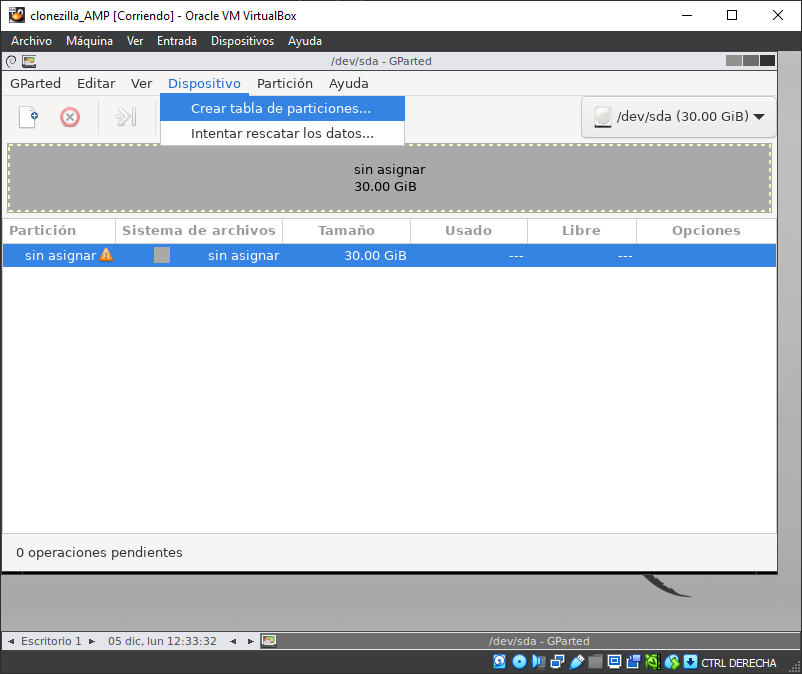 clonezilla_AMP [Corriendo] - Oracle VM VirtualBox
Archivo Máquina Ver Entrada Dispositivos Ayuda
/dev/sda - GParted
GParted Editar Ver Dispositivo Partición Ayuda
Crear tabla de particiones...
Intentar rescatar los datos...
/dev/sda (30.00 GiB)
sin asignar
30.00 GiB
Partición Sistema de archivos Tamaño Usado Libre Opciones
sin asignar sin asignar 30.00 GiB --- ---
0 operaciones pendientes
Escritorio 1 05 dic, lun 12:33:32 /dev/sda - GParted
CTRL DERECHA